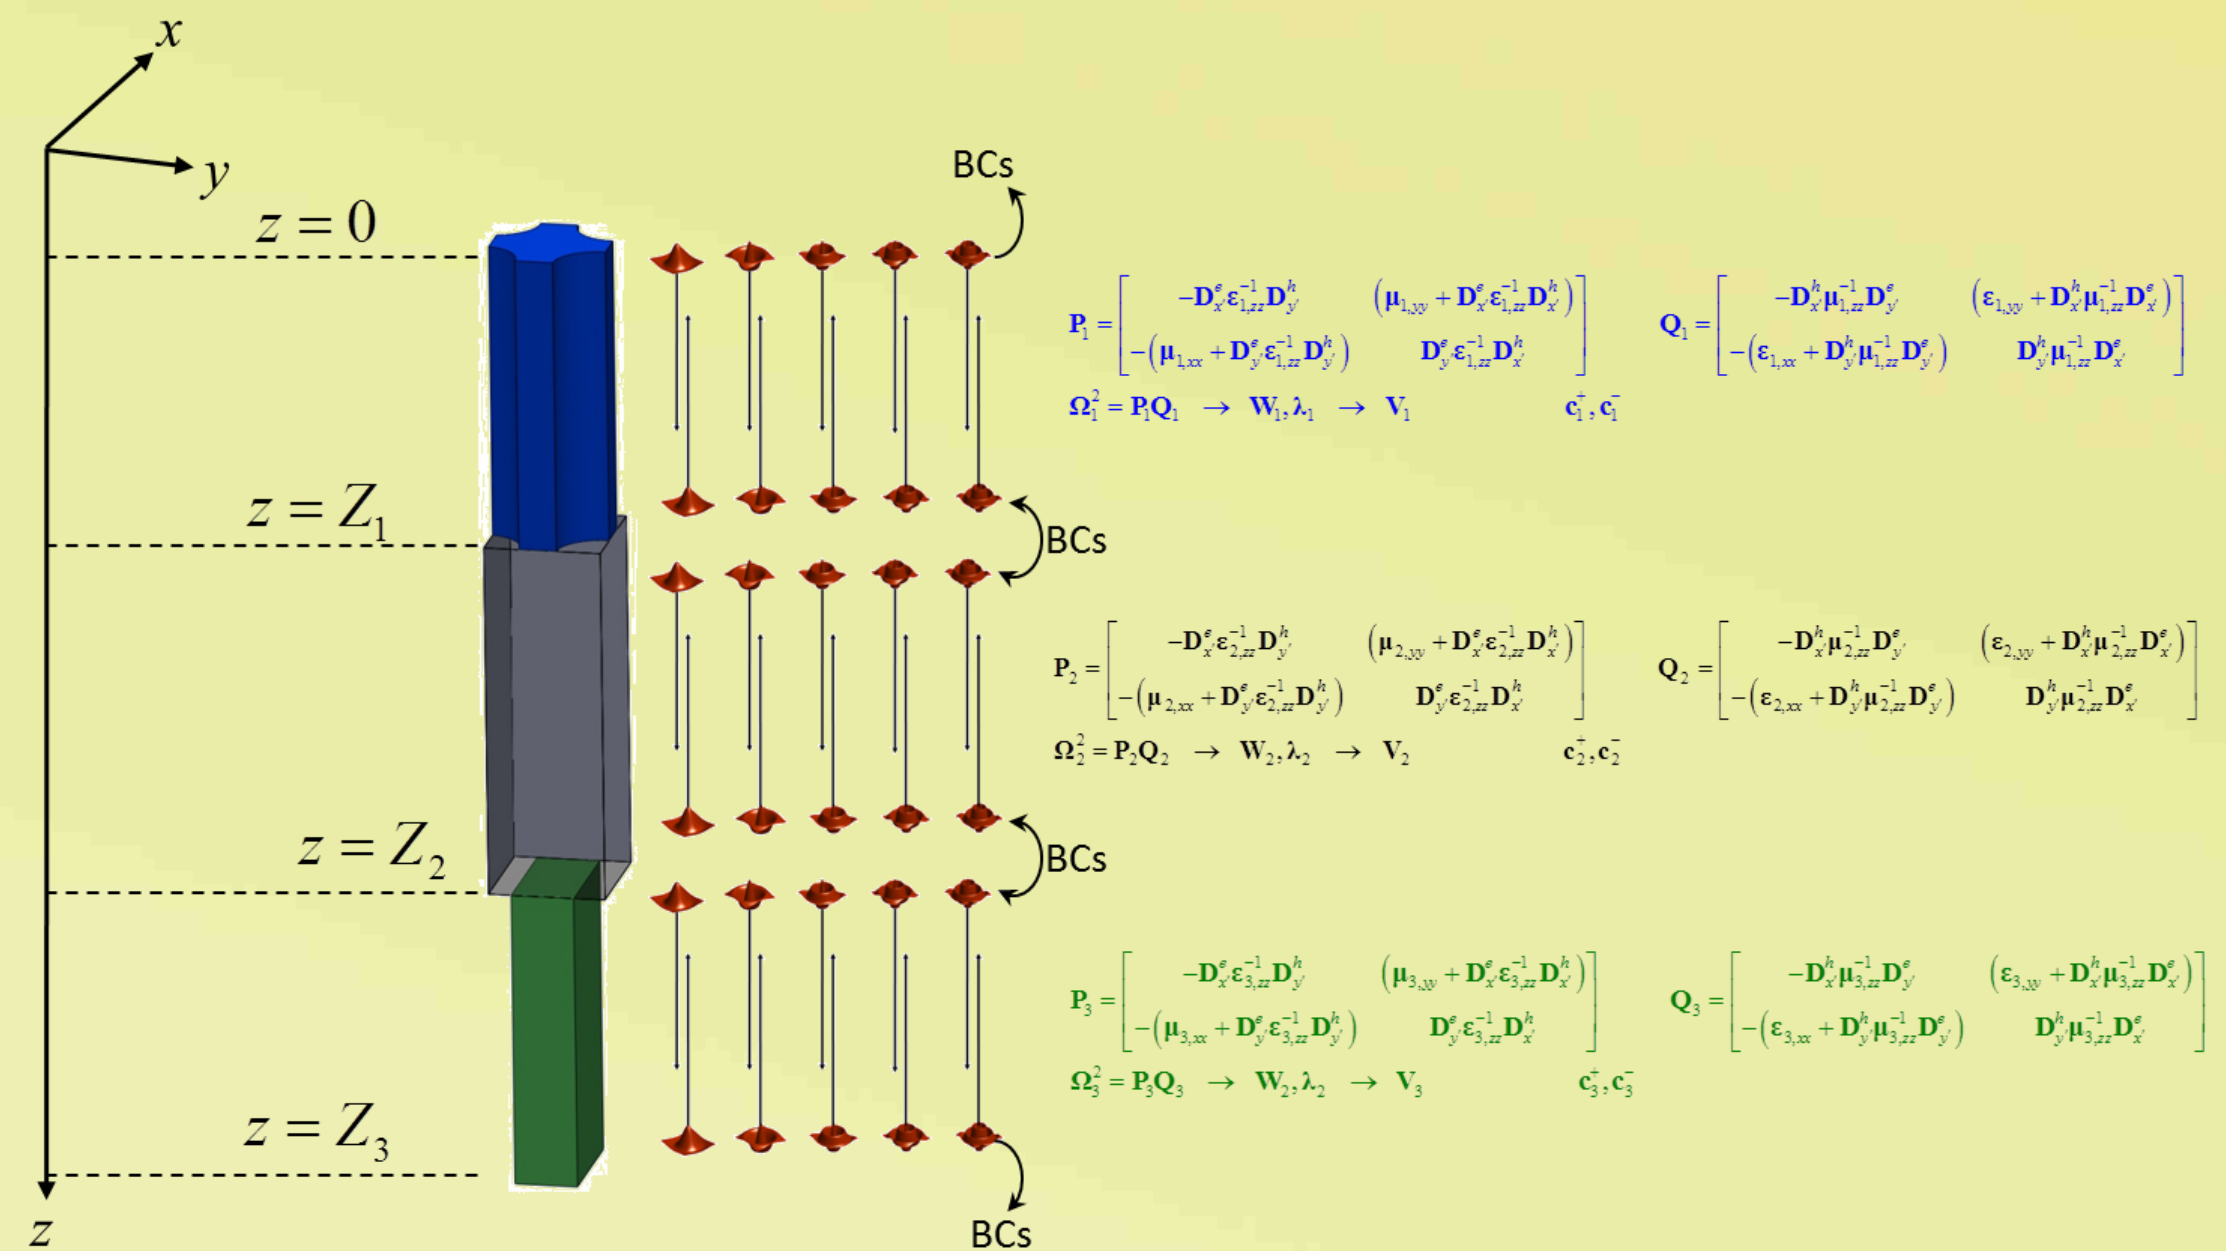 x
y
z = 0
BCs
P₁ = [ −Dₓ′ᵉ ε₁,zz⁻¹ Dy′ʰ   (μ₁,yy + Dₓ′ᵉ ε₁,zz⁻¹ Dₓ′ʰ)   Q₁ = [ −Dₓ′ʰ μ₁,zz⁻¹ Dy′ᵉ   (ε₁,yy + Dₓ′ʰ μ₁,zz⁻¹ Dₓ′ᵉ)
−(μ₁,xx + Dy′ᵉ ε₁,zz⁻¹ Dy′ʰ)   Dy′ᵉ ε₁,zz⁻¹ Dₓ′ʰ ]   −(ε₁,xx + Dy′ʰ μ₁,zz⁻¹ Dy′ᵉ)   Dy′ʰ μ₁,zz⁻¹ Dₓ′ᵉ ]
Ω₁² = P₁Q₁ → W₁, λ₁ → V₁   c₁⁺, c₁⁻
z = Z₁
BCs
P₂ = [ −Dₓ′ᵉ ε₂,zz⁻¹ Dy′ʰ   (μ₂,yy + Dₓ′ᵉ ε₂,zz⁻¹ Dₓ′ʰ)   Q₂ = [ −Dₓ′ʰ μ₂,zz⁻¹ Dy′ᵉ   (ε₂,yy + Dₓ′ʰ μ₂,zz⁻¹ Dₓ′ᵉ)
−(μ₂,xx + Dy′ᵉ ε₂,zz⁻¹ Dy′ʰ)   Dy′ᵉ ε₂,zz⁻¹ Dₓ′ʰ ]   −(ε₂,xx + Dy′ʰ μ₂,zz⁻¹ Dy′ᵉ)   Dy′ʰ μ₂,zz⁻¹ Dₓ′ᵉ ]
Ω₂² = P₂Q₂ → W₂, λ₂ → V₂   c₂⁺, c₂⁻
z = Z₂
BCs
P₃ = [ −Dₓ′ᵉ ε₃,zz⁻¹ Dy′ʰ   (μ₃,yy + Dₓ′ᵉ ε₃,zz⁻¹ Dₓ′ʰ)   Q₃ = [ −Dₓ′ʰ μ₃,zz⁻¹ Dy′ᵉ   (ε₃,yy + Dₓ′ʰ μ₃,zz⁻¹ Dₓ′ᵉ)
−(μ₃,xx + Dy′ᵉ ε₃,zz⁻¹ Dy′ʰ)   Dy′ᵉ ε₃,zz⁻¹ Dₓ′ʰ ]   −(ε₃,xx + Dy′ʰ μ₃,zz⁻¹ Dy′ᵉ)   Dy′ʰ μ₃,zz⁻¹ Dₓ′ᵉ ]
Ω₃² = P₃Q₃ → W₂, λ₂ → V₃   c₃⁺, c₃⁻
z = Z₃
z
BCs